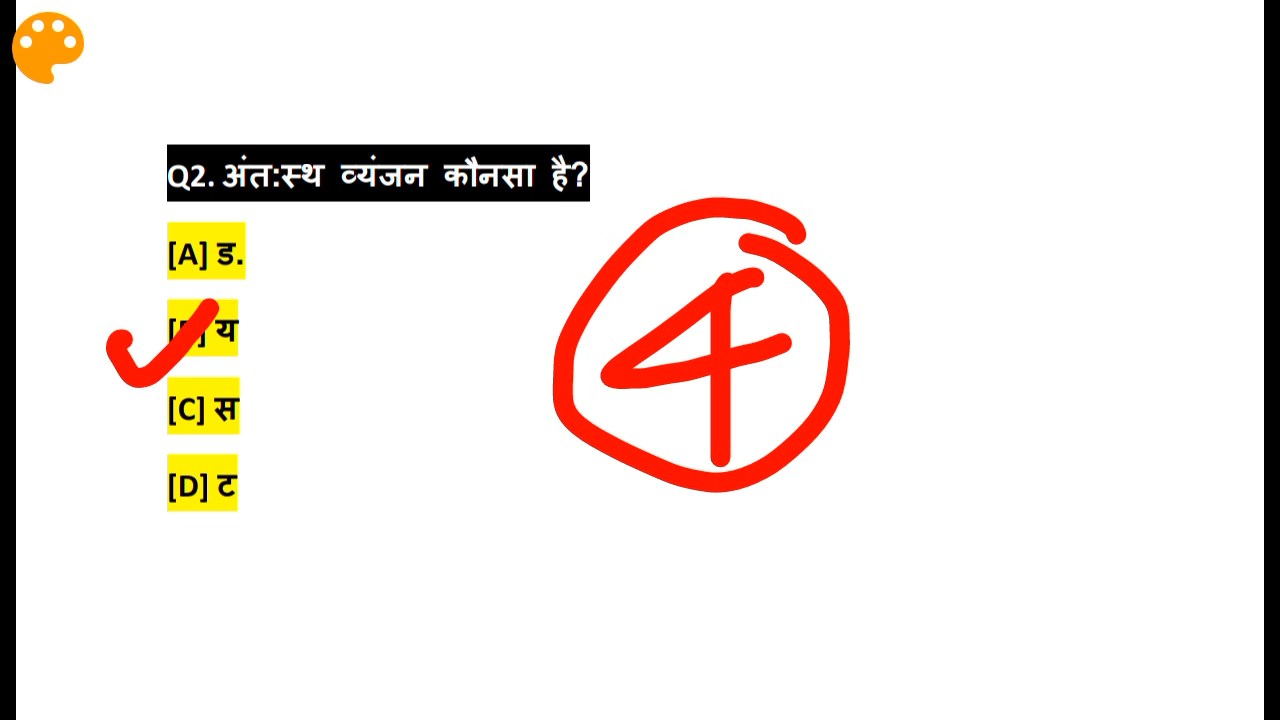 Q2. अंत:स्थ व्यंजन कौनसा है?
[A] ड.
[B] य
4
[C] स
[D] ट